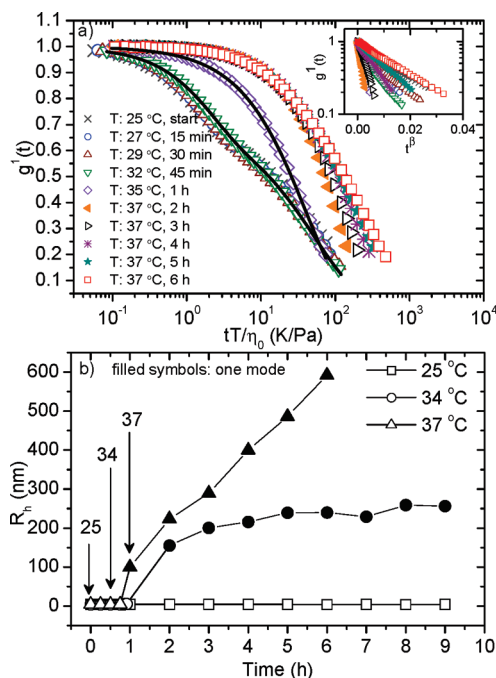 a)
g¹(t)
1.0
0.9
0.8
0.7
0.6
0.5
0.4
0.3
0.2
0.1
T: 25 °C, start
T: 27 °C, 15 min
T: 29 °C, 30 min
T: 32 °C, 45 min
T: 35 °C, 1 h
T: 37 °C, 2 h
T: 37 °C, 3 h
T: 37 °C, 4 h
T: 37 °C, 5 h
T: 37 °C, 6 h
g¹(t)
1
0.1
0.00 0.02 0.04
t^β
10⁻¹ 10⁰ 10¹ 10² 10³ 10⁴
tT/η₀ (K/Pa)
b) filled symbols: one mode
25 °C
34 °C
37 °C
R_h (nm)
600
500
400
300
200
100
0
25
34
37
0 1 2 3 4 5 6 7 8 9 10
Time (h)